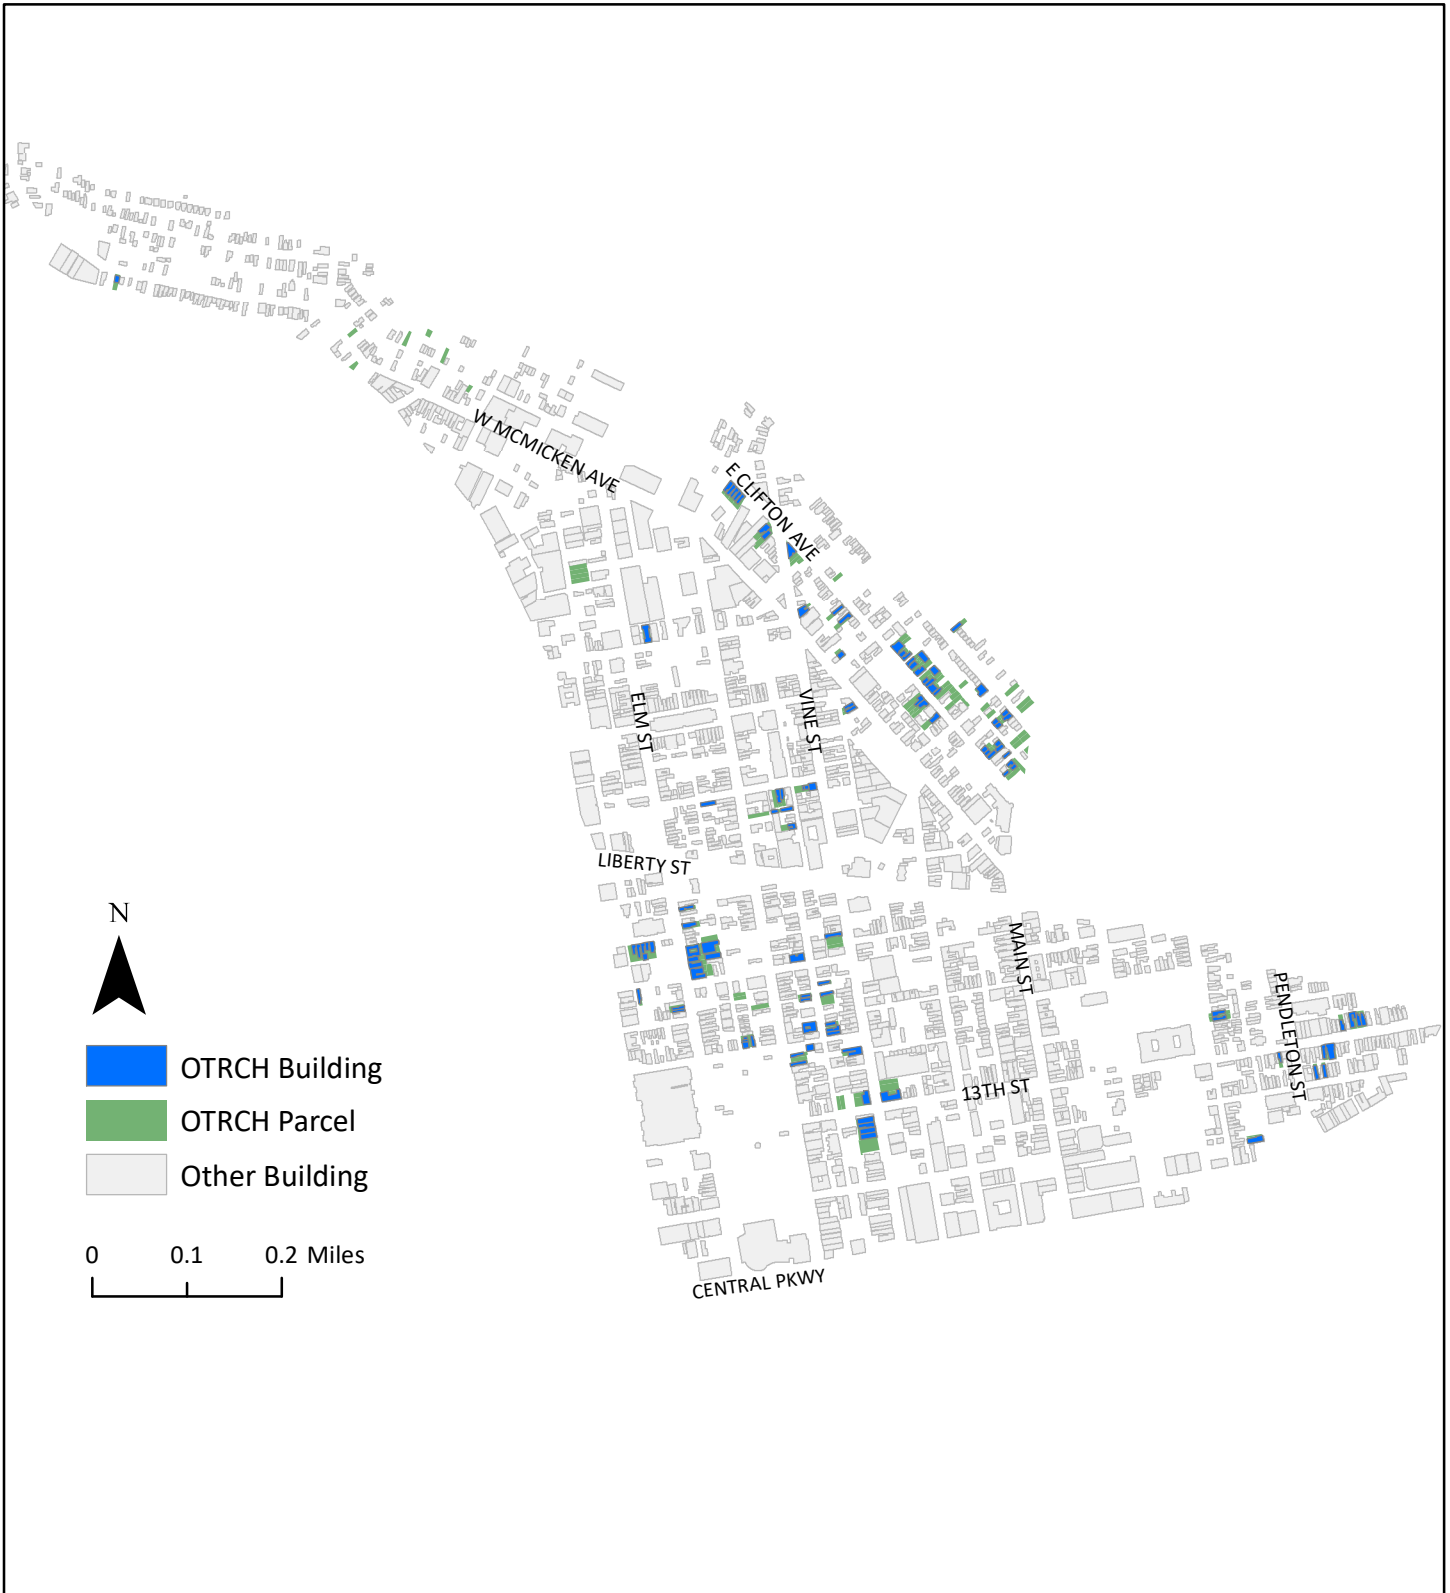 W MCMICKEN AVE
E CLIFTON AVE
ELM ST
VINE ST
LIBERTY ST
MAIN ST
PENDLETON ST
13TH ST
CENTRAL PKWY
N
OTRCH Building
OTRCH Parcel
Other Building
0 0.1 0.2 Miles